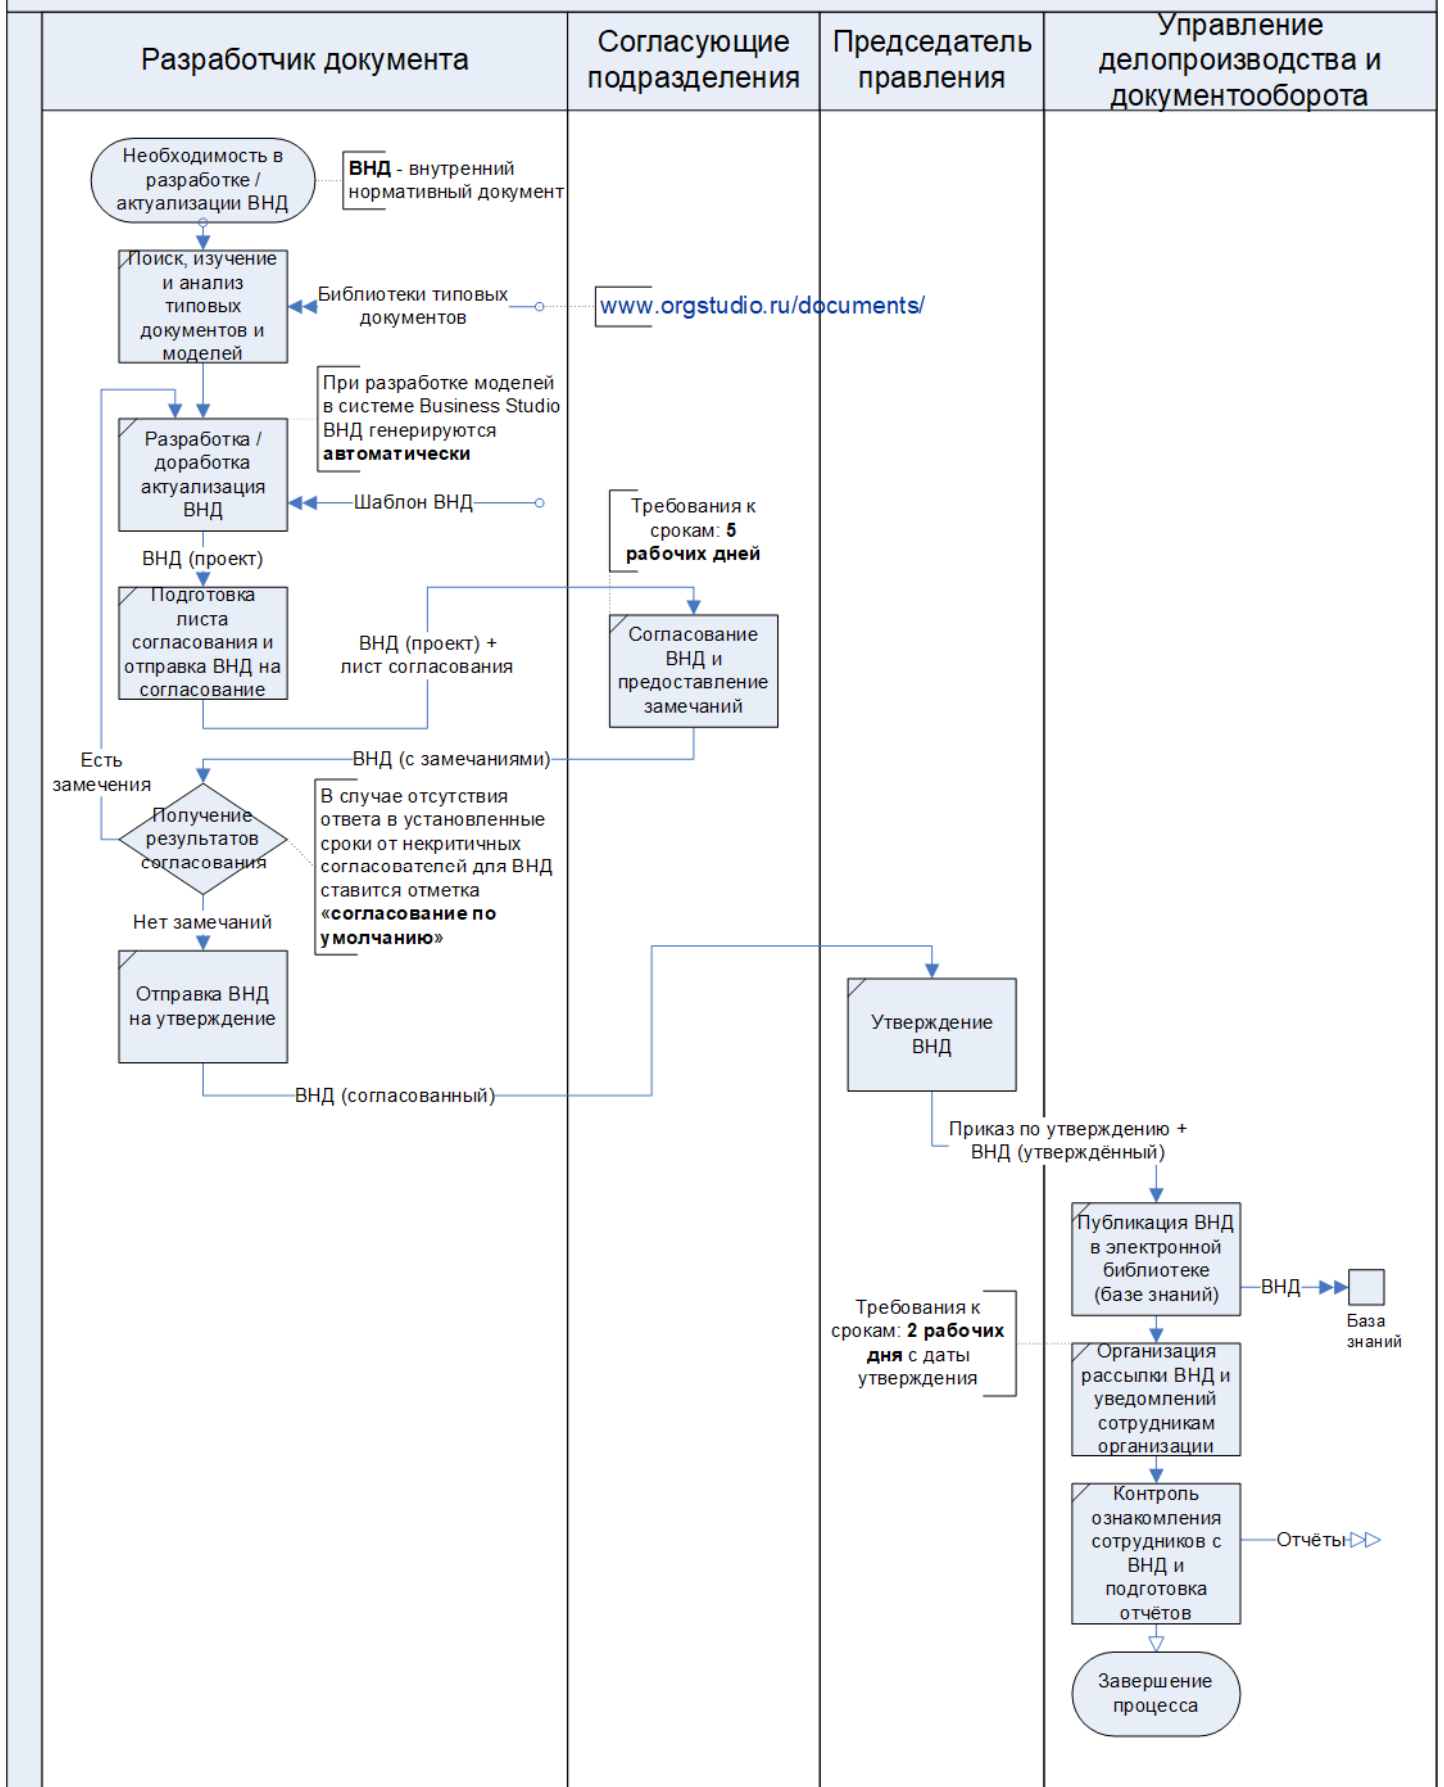 Разработчик документа
Согласующие
подразделения
Председатель
правления
Управление
делопроизводства и
документооборота
Необходимость в
разработке /
актуализации ВНД
ВНД - внутренний
нормативный документ
Поиск, изучение
и анализ
типовых
документов и
моделей
Библиотеки типовых
документов
www.orgstudio.ru/documents/
При разработке моделей
в системе Business Studio
ВНД генерируются
автоматически
Разработка /
доработка
актуализация
ВНД
Шаблон ВНД
Требования к
срокам: 5
рабочих дней
ВНД (проект)
Подготовка
листа
согласования и
отправка ВНД на
согласование
ВНД (проект) +
лист согласования
Согласование
ВНД и
предоставление
замечаний
Есть
замечения
ВНД (с замечаниями)
Получение
результатов
согласования
В случае отсутствия
ответа в установленные
сроки от некритичных
согласователей для ВНД
ставится отметка
«согласование по
умолчанию»
Нет замечаний
Отправка ВНД
на утверждение
Утверждение
ВНД
ВНД (согласованный)
Приказ по утверждению +
ВНД (утверждённый)
Публикация ВНД
в электронной
библиотеке
(базе знаний)
ВНД
База
знаний
Требования к
срокам: 2 рабочих
дня с даты
утверждения
Организация
рассылки ВНД и
уведомлений
сотрудникам
организации
Контроль
ознакомления
сотрудников с
ВНД и
подготовка
отчётов
Отчёты
Завершение
процесса